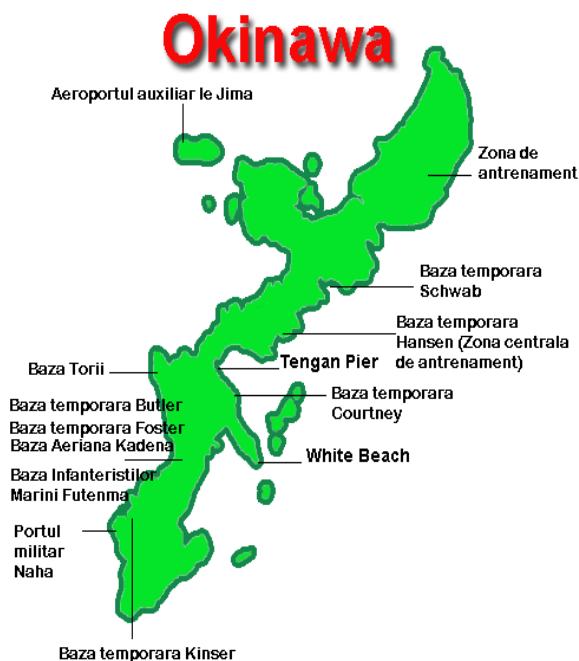 Okinawa
Aeroportul auxiliar Ie Jima
Zona de
antrenament
Baza temporara
Schwab
Baza temporara
Hansen (Zona centrala
de antrenament)
Tengan Pier
Baza Torii
Baza temporara
Courtney
Baza temporara Butler
Baza temporara Foster
Baza Aeriana Kadena
White Beach
Baza Infanteristilor
Marini Futenma
Portul
militar
Naha
Baza temporara Kinser